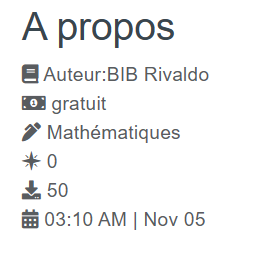 A propos
Auteur:BIB Rivaldo
gratuit
Mathématiques
0
50
03:10 AM | Nov 05